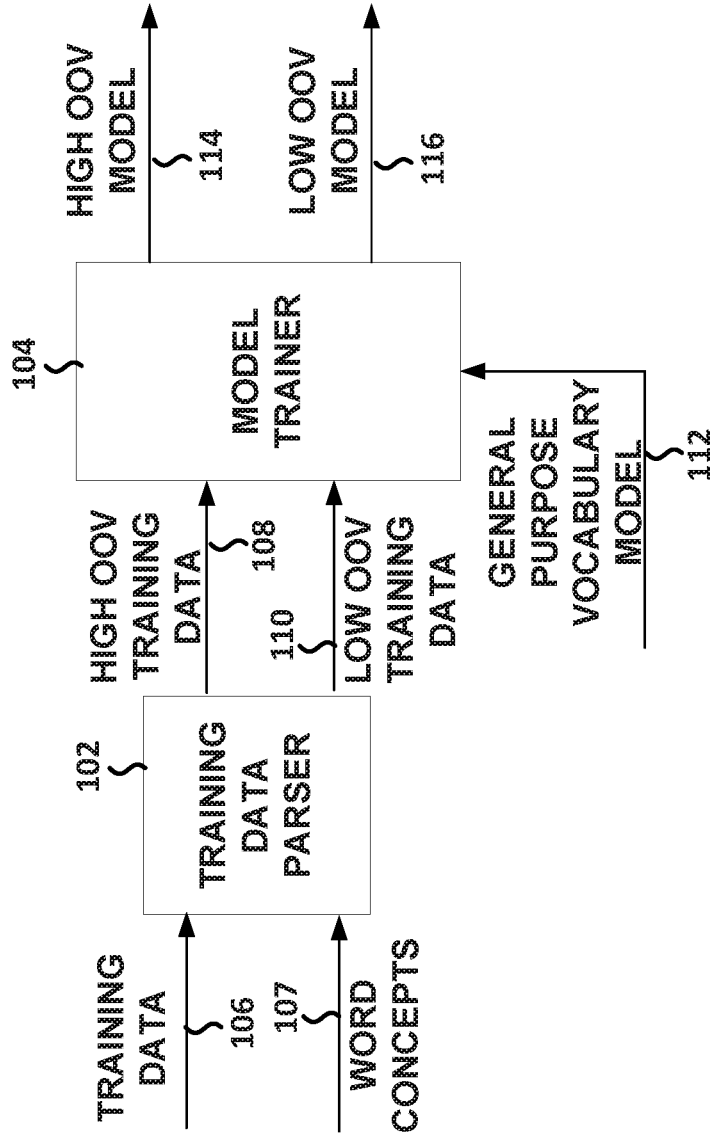 TRAINING
DATA
106
107
WORD
CONCEPTS
102
TRAINING
DATA
PARSER
HIGH OOV
TRAINING
DATA
108
110
LOW OOV
TRAINING
DATA
104
MODEL
TRAINER
GENERAL
PURPOSE
VOCABULARY
MODEL
112
HIGH OOV
MODEL
114
LOW OOV
MODEL
116